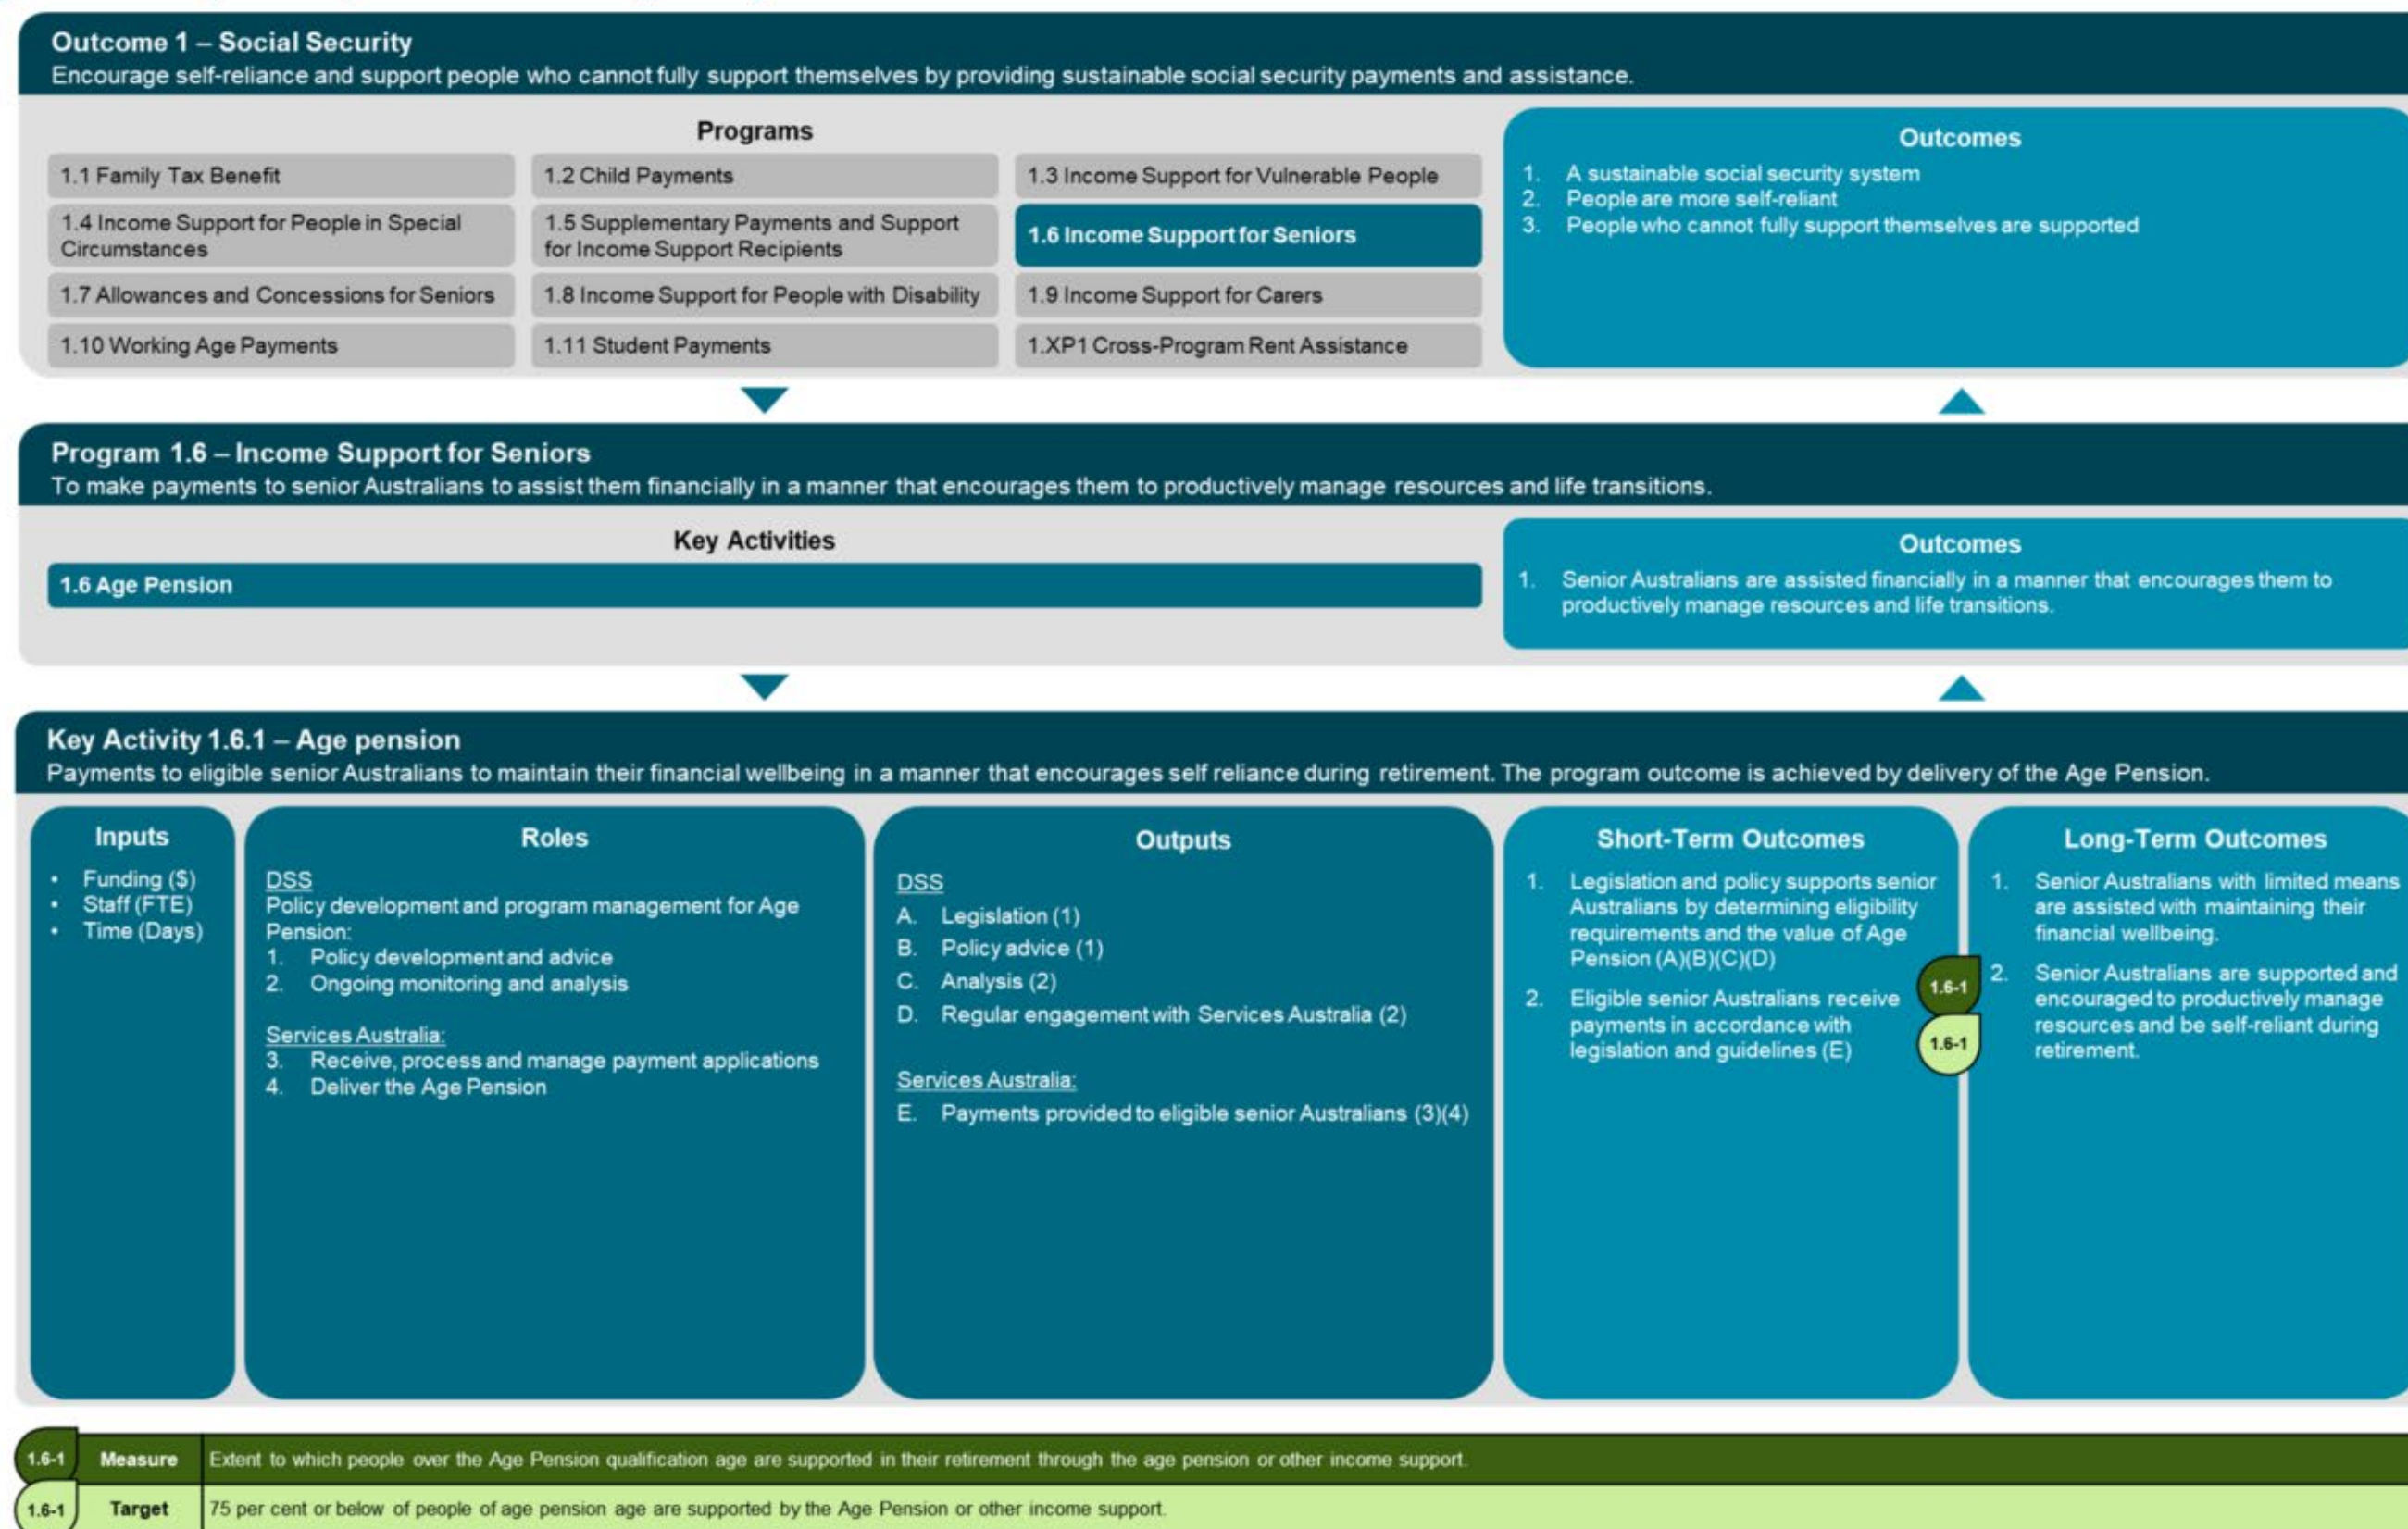 Outcome 1 – Social Security
Encourage self-reliance and support people who cannot fully support themselves by providing sustainable social security payments and assistance.
Programs
1.1 Family Tax Benefit
1.2 Child Payments
1.3 Income Support for Vulnerable People
1.4 Income Support for People in Special
Circumstances
1.5 Supplementary Payments and Support
for Income Support Recipients
1.6 Income Support for Seniors
1.7 Allowances and Concessions for Seniors
1.8 Income Support for People with Disability
1.9 Income Support for Carers
1.10 Working Age Payments
1.11 Student Payments
1.XP1 Cross-Program Rent Assistance
Outcomes
1. A sustainable social security system
2. People are more self-reliant
3. People who cannot fully support themselves are supported
Program 1.6 – Income Support for Seniors
To make payments to senior Australians to assist them financially in a manner that encourages them to productively manage resources and life transitions.
Key Activities
1.6 Age Pension
Outcomes
1. Senior Australians are assisted financially in a manner that encourages them to
productively manage resources and life transitions.
Key Activity 1.6.1 – Age pension
Payments to eligible senior Australians to maintain their financial wellbeing in a manner that encourages self reliance during retirement. The program outcome is achieved by delivery of the Age Pension.
Inputs
• Funding ($)
• Staff (FTE)
• Time (Days)
Roles
DSS
Policy development and program management for Age
Pension:
1. Policy development and advice
2. Ongoing monitoring and analysis
Services Australia:
3. Receive, process and manage payment applications
4. Deliver the Age Pension
Outputs
DSS
A. Legislation (1)
B. Policy advice (1)
C. Analysis (2)
D. Regular engagement with Services Australia (2)
Services Australia:
E. Payments provided to eligible senior Australians (3)(4)
Short-Term Outcomes
1. Legislation and policy supports senior
Australians by determining eligibility
requirements and the value of Age
Pension (A)(B)(C)(D)
2. Eligible senior Australians receive
payments in accordance with
legislation and guidelines (E)
1.6-1
1.6-1
Long-Term Outcomes
1. Senior Australians with limited means
are assisted with maintaining their
financial wellbeing.
2. Senior Australians are supported and
encouraged to productively manage
resources and be self-reliant during
retirement.
1.6-1 Measure Extent to which people over the Age Pension qualification age are supported in their retirement through the age pension or other income support.
1.6-1 Target 75 per cent or below of people of age pension age are supported by the Age Pension or other income support.